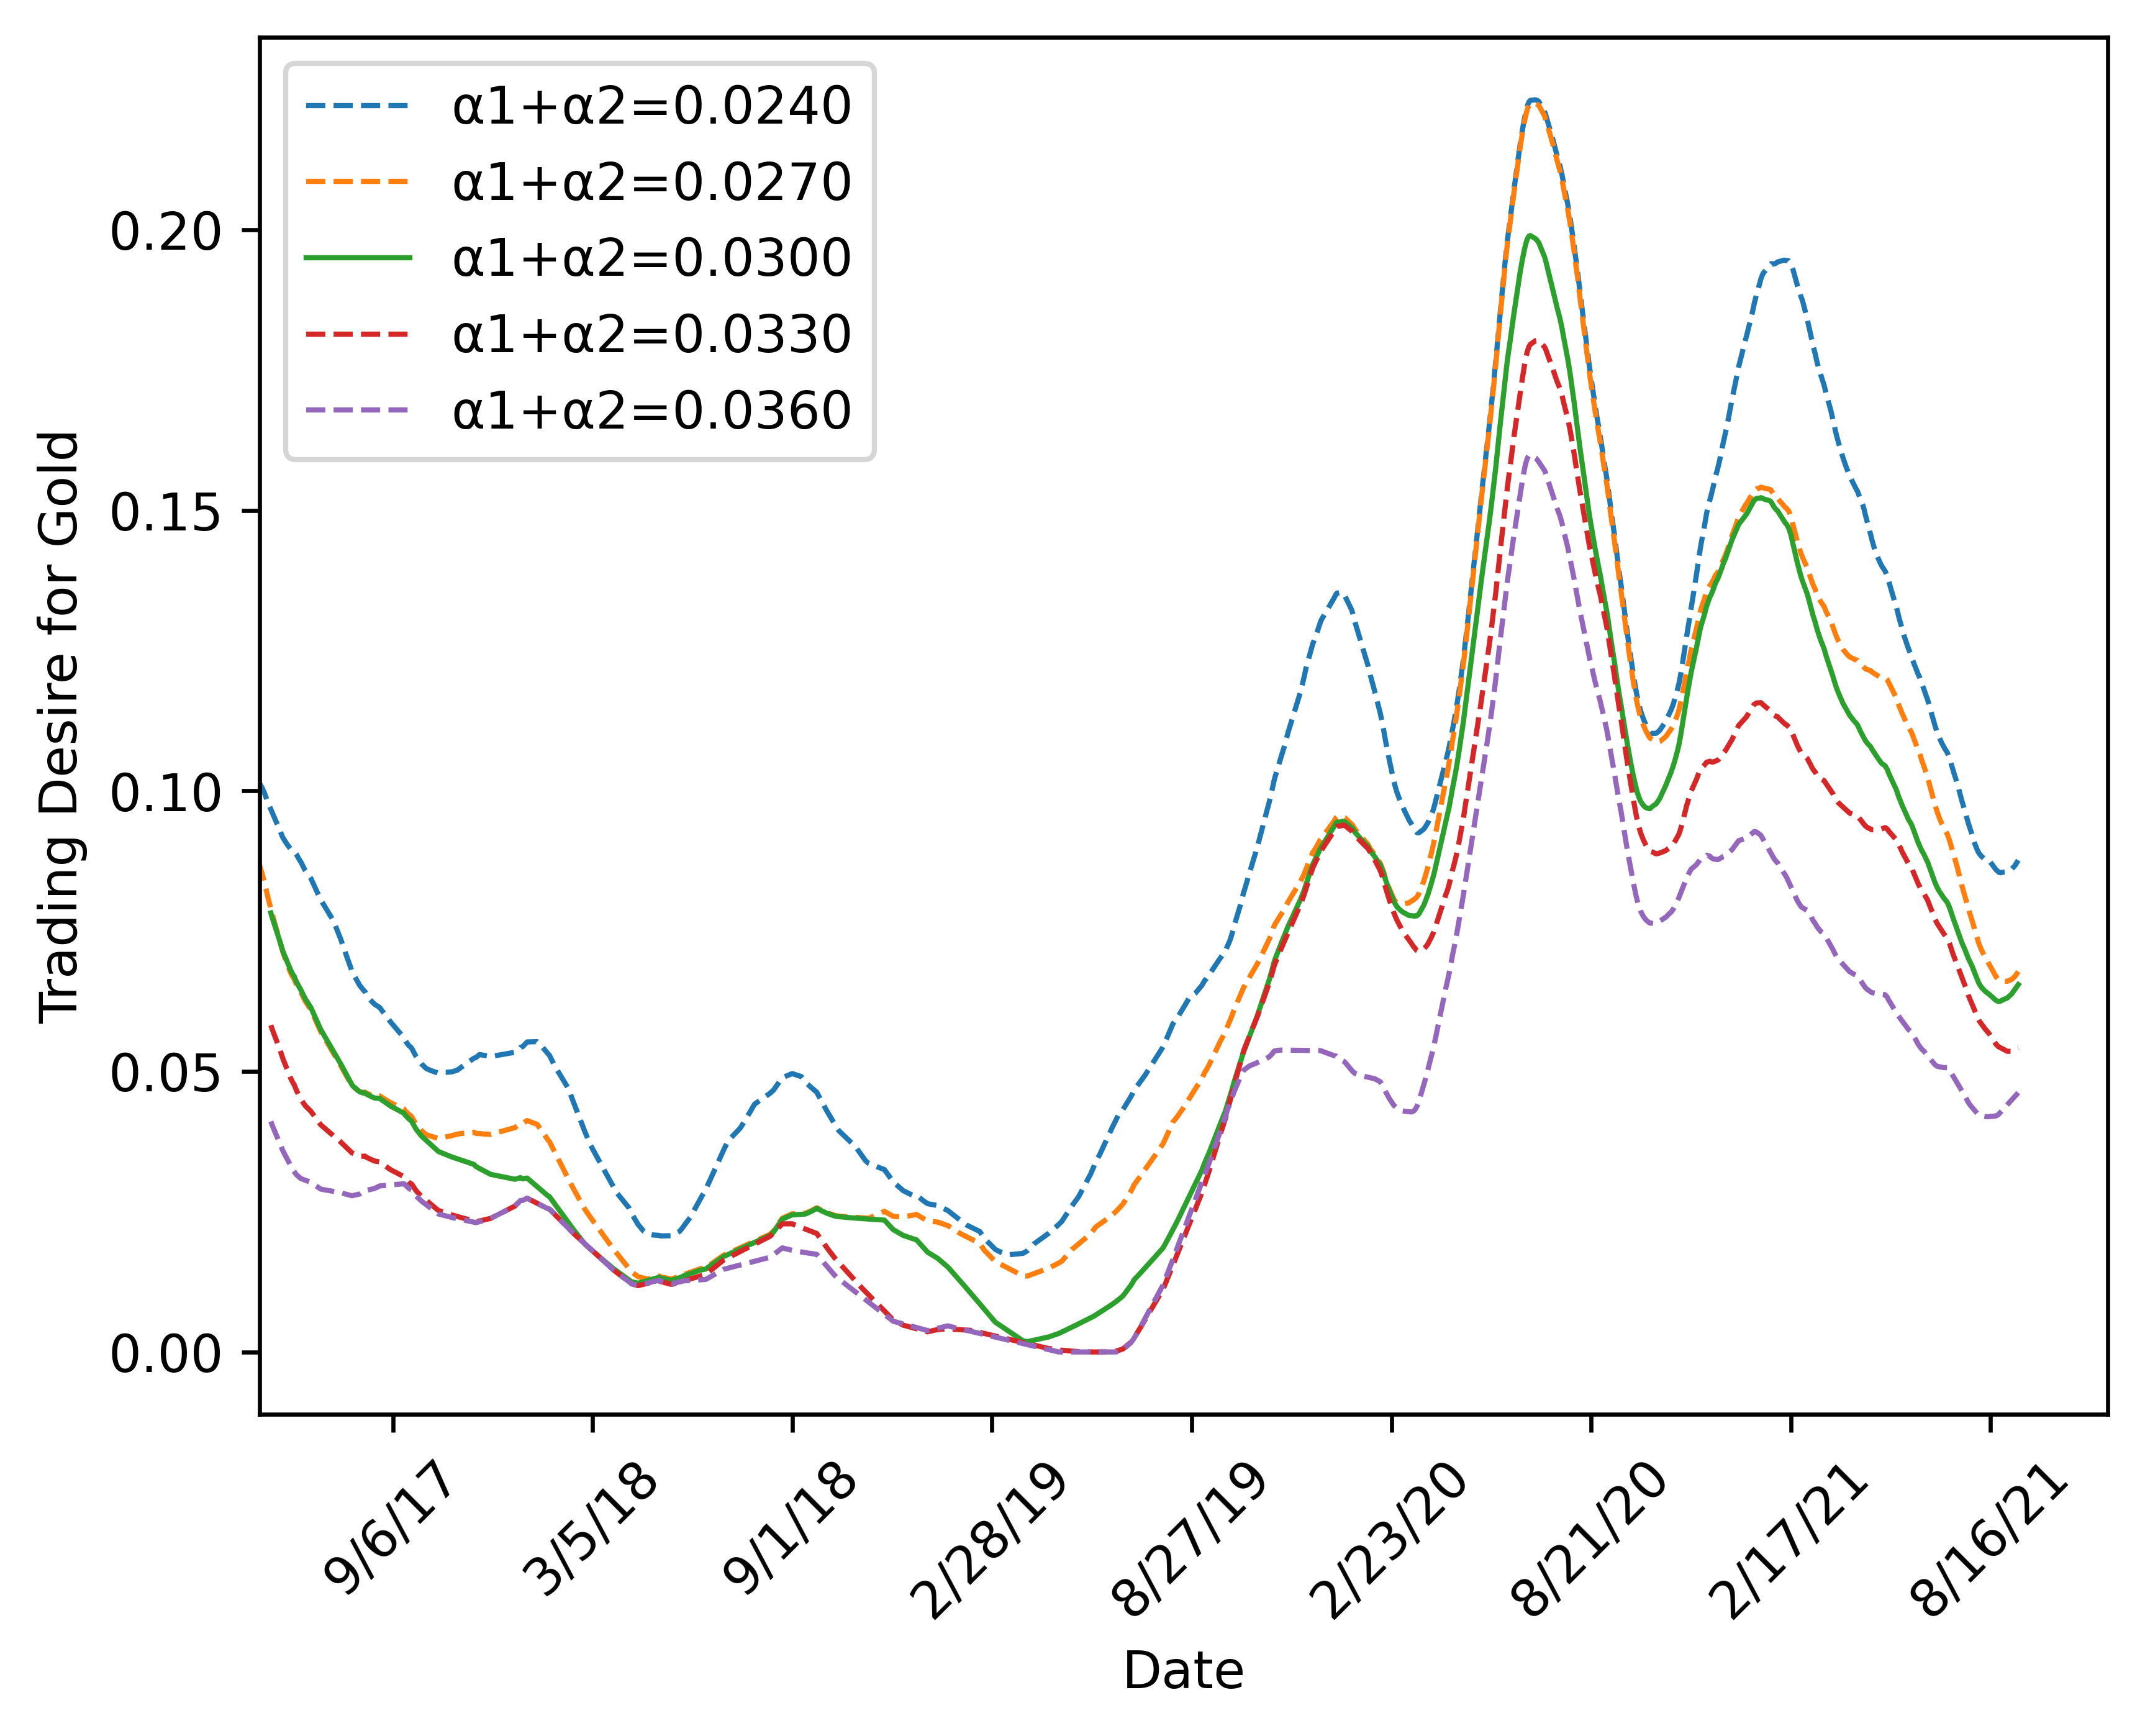 α1+α2=0.0240
α1+α2=0.0270
α1+α2=0.0300
α1+α2=0.0330
α1+α2=0.0360
Trading Desire for Gold
0.20
0.15
0.10
0.05
0.00
9/6/17
3/5/18
9/1/18
2/28/19
8/27/19
2/23/20
8/21/20
2/17/21
8/16/21
Date